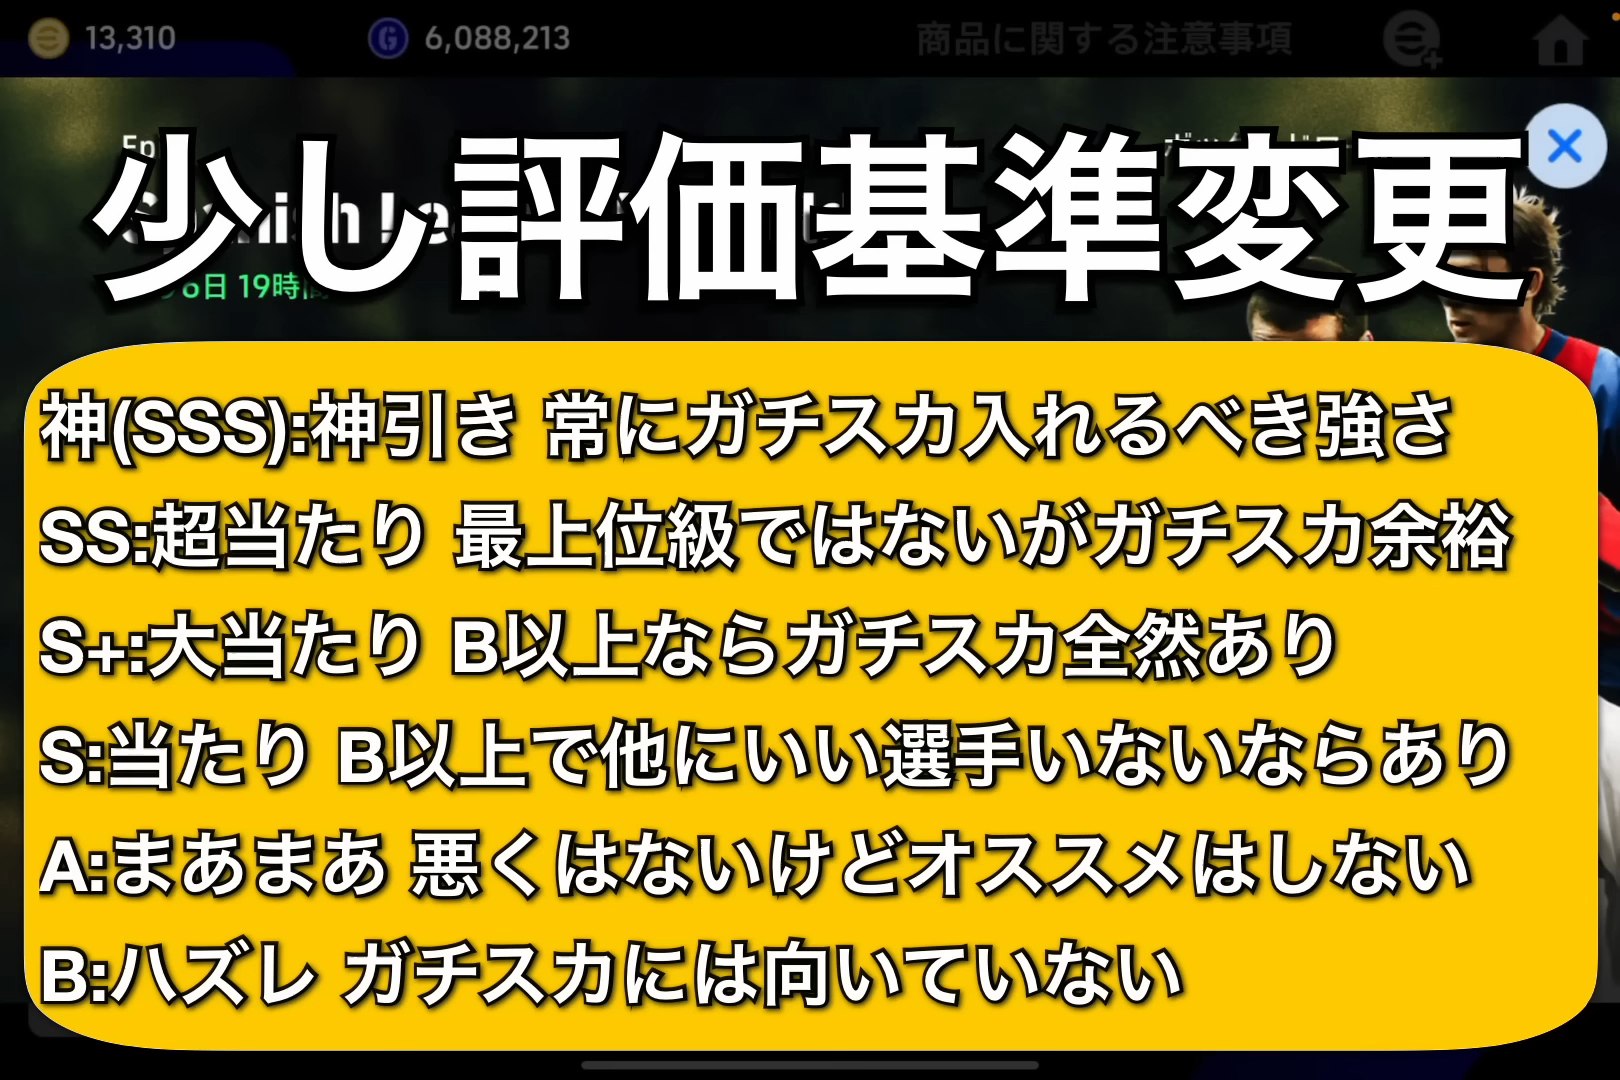 13,310
6,088,213
商品に関する注意事項
少し評価基準変更
6日 19時間
神(SSS):神引き 常にガチスカ入れるべき強さ
SS:超当たり 最上位級ではないがガチスカ余裕
S+:大当たり B以上ならガチスカ全然あり
S:当たり B以上で他にいい選手いないならあり
A:まあまあ 悪くはないけどオススメはしない
B:ハズレ ガチスカには向いていない